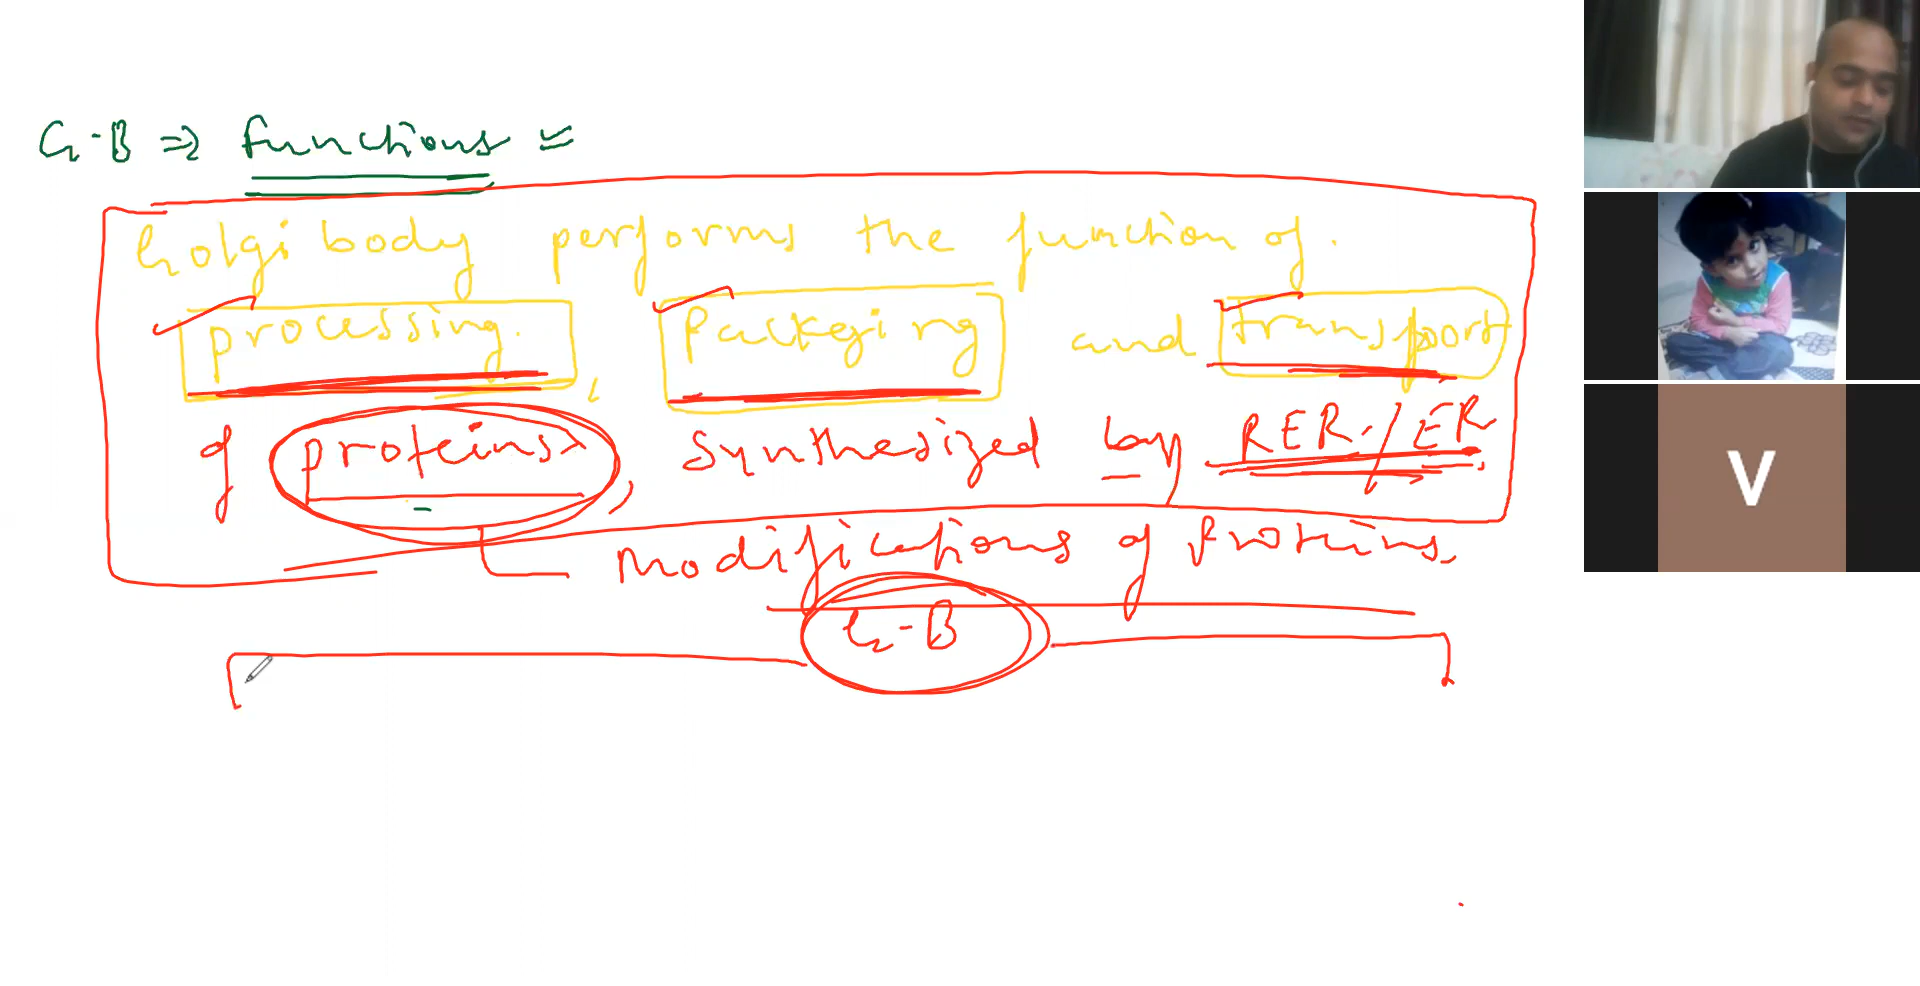 G-B ⇒ functions =
Golgi body performs the function of.
processing, Packeging and transport
of proteins, synthesized by RER/ER.
Modifications of Proteins.
G-B
V